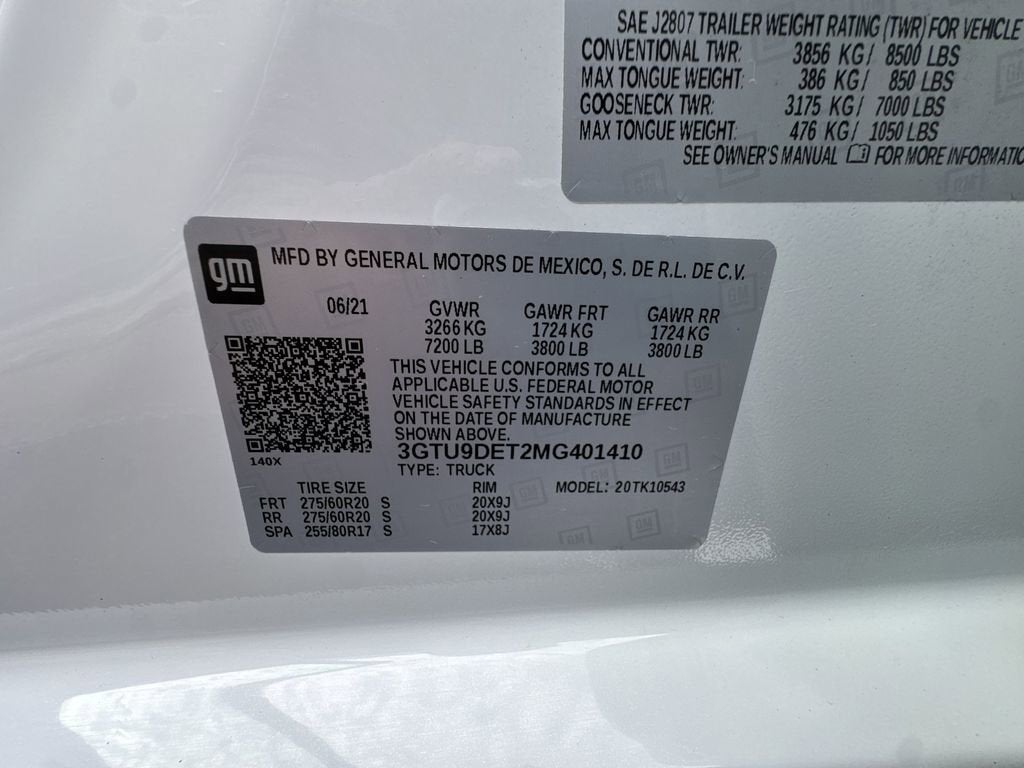 SAE J2807 TRAILER WEIGHT RATING (TWR) FOR VEHICLE
CONVENTIONAL TWR: 3856 KG/ 8500 LBS
MAX TONGUE WEIGHT: 386 KG/ 850 LBS
GOOSENECK TWR: 3175 KG/ 7000 LBS
MAX TONGUE WEIGHT: 476 KG/ 1050 LBS
SEE OWNER'S MANUAL FOR MORE INFORMATIO
gm MFD BY GENERAL MOTORS DE MEXICO, S. DE R.L. DE C.V.
06/21 GVWR GAWR FRT GAWR RR
3266 KG 1724 KG 1724 KG
7200 LB 3800 LB 3800 LB
THIS VEHICLE CONFORMS TO ALL
APPLICABLE U.S. FEDERAL MOTOR
VEHICLE SAFETY STANDARDS IN EFFECT
ON THE DATE OF MANUFACTURE
SHOWN ABOVE.
3GTU9DET2MG401410
140X TYPE: TRUCK
TIRE SIZE RIM MODEL: 20TK10543
FRT 275/60R20 S 20X9J
RR 275/60R20 S 20X9J
SPA 255/80R17 S 17X8J